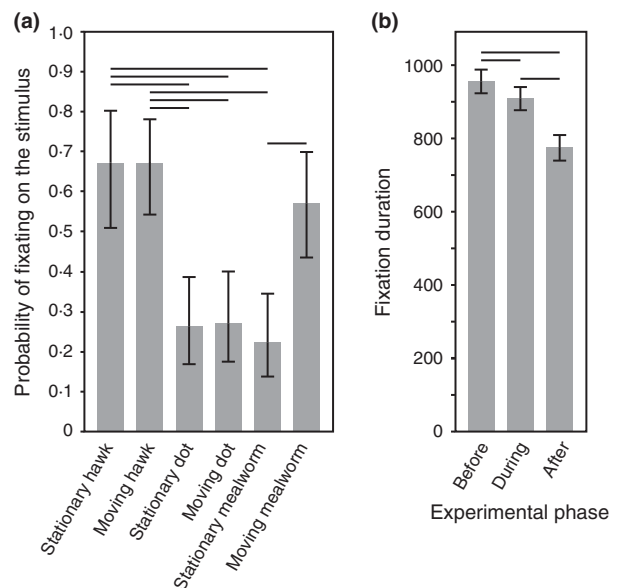 (a)
Probability of fixating on the stimulus
1·0
0·9
0·8
0·7
0·6
0·5
0·4
0·3
0·2
0·1
0
Stationary hawk
Moving hawk
Stationary dot
Moving dot
Stationary mealworm
Moving mealworm
(b)
Fixation duration
1000
800
600
400
200
0
Before
During
After
Experimental phase